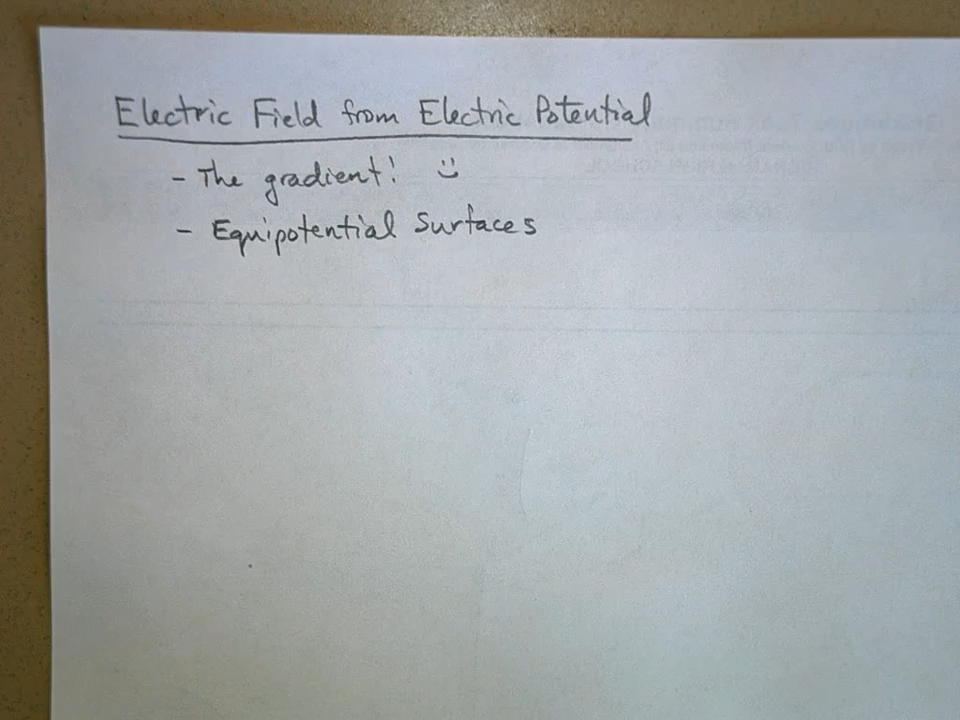 Electric Field from Electric Potential
- The gradient! :)
- Equipotential Surfaces